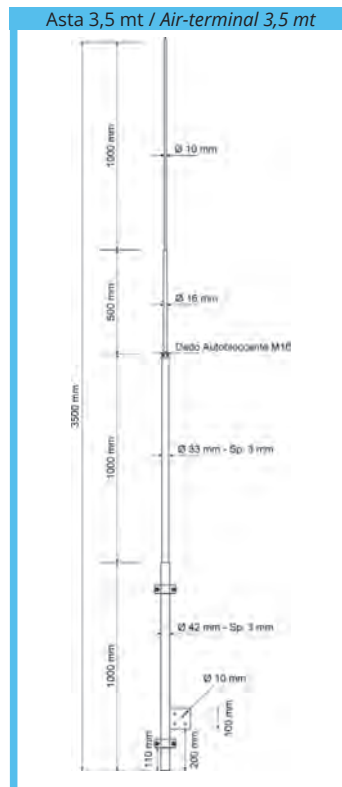 Asta 3,5 mt / Air-terminal 3,5 mt
1000 mm
Ø 10 mm
500 mm
Ø 16 mm
Dado Autobloccante M16
3500 mm
1000 mm
Ø 33 mm - Sp. 3 mm
1000 mm
Ø 42 mm - Sp. 3 mm
Ø 10 mm
100 mm
110 mm
200 mm